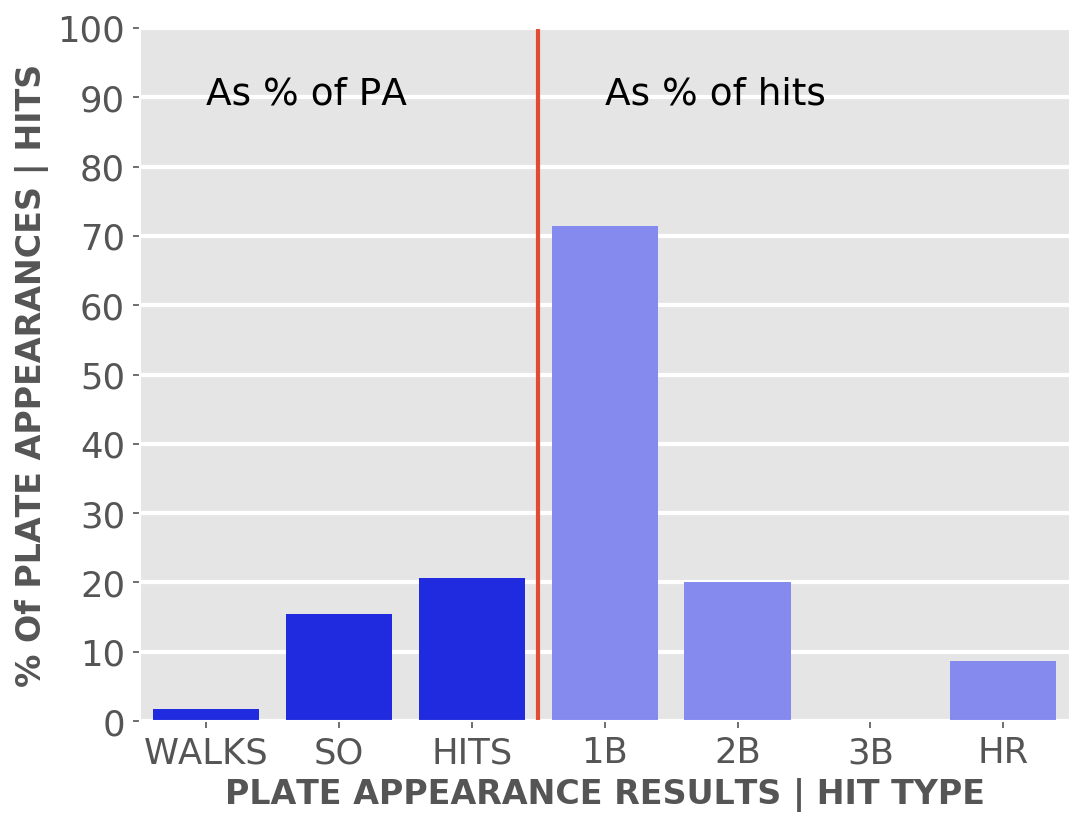 As % of PA
As % of hits
% Of PLATE APPEARANCES | HITS
100
90
80
70
60
50
40
30
20
10
0
WALKS SO HITS 1B 2B 3B HR
PLATE APPEARANCE RESULTS | HIT TYPE